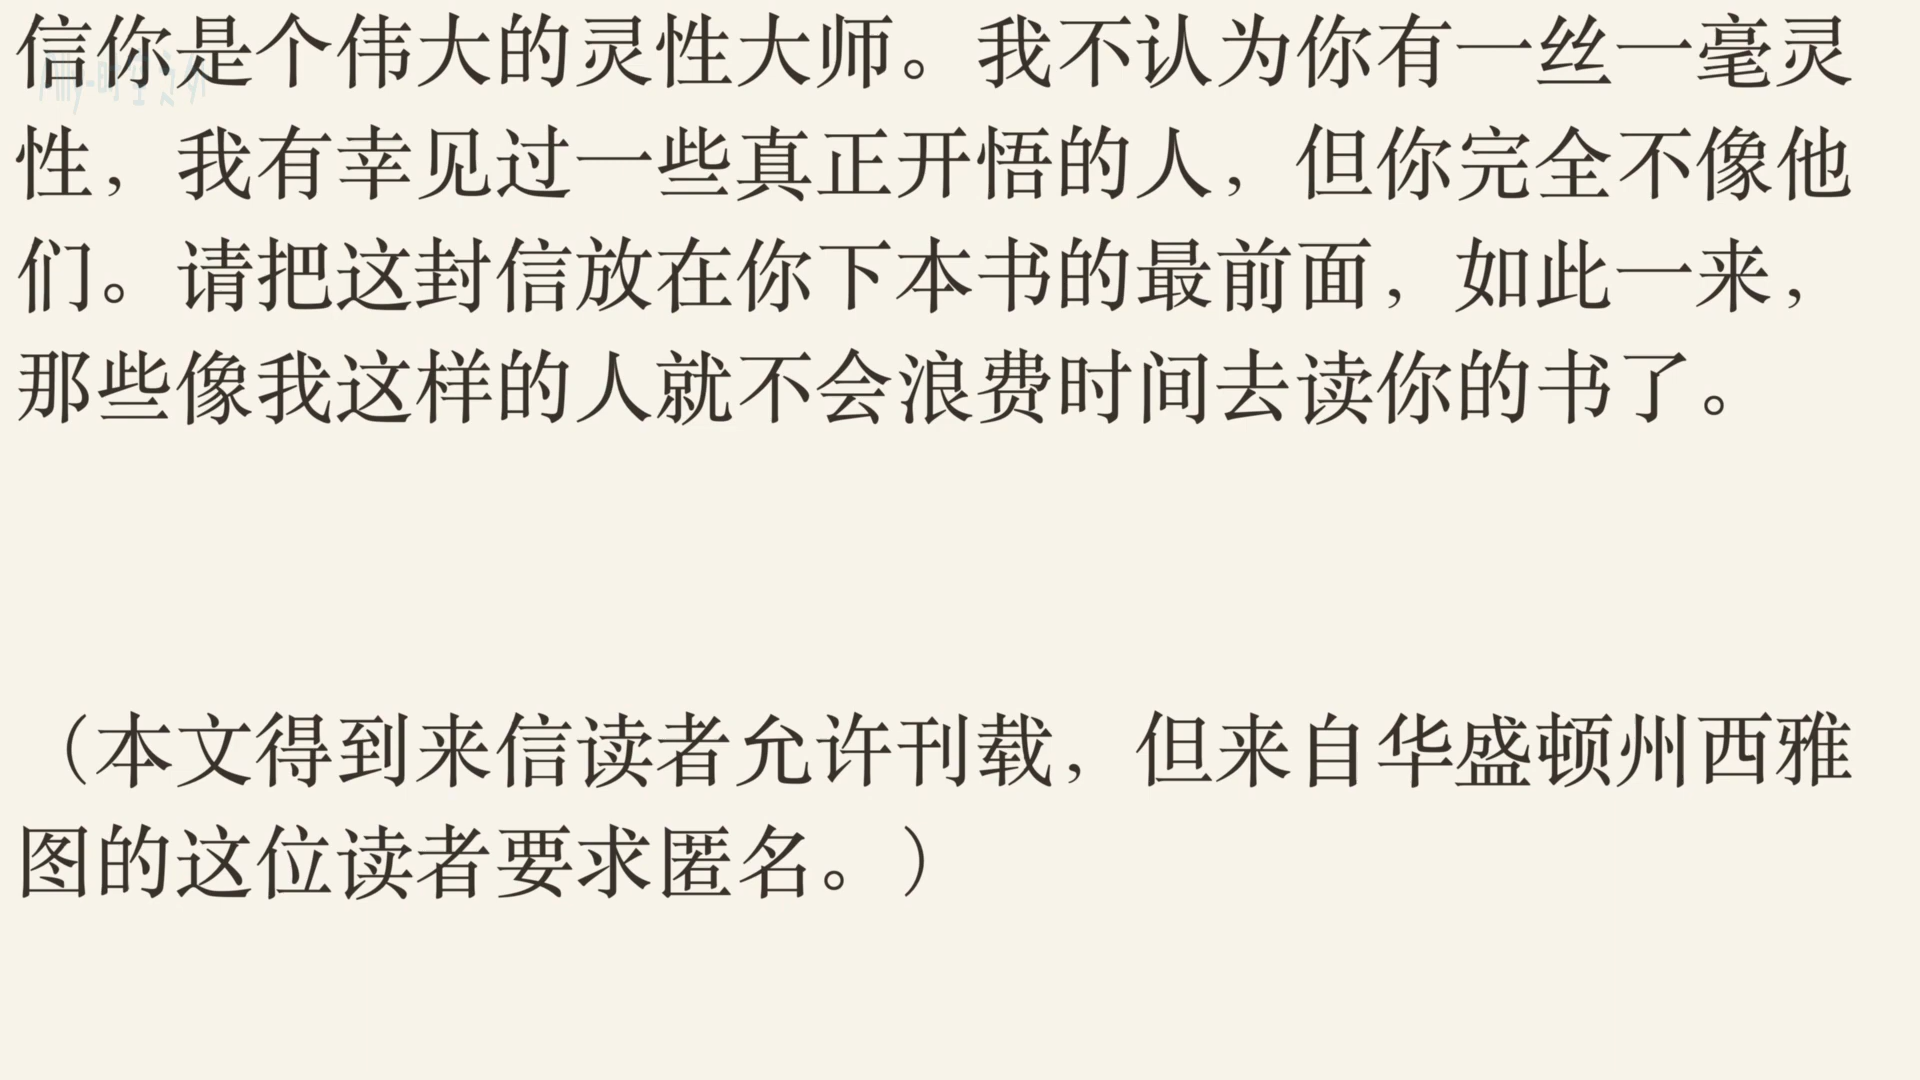 信你是个伟大的灵性大师。我不认为你有一丝一毫灵
性，我有幸见过一些真正开悟的人，但你完全不像他
们。请把这封信放在你下本书的最前面，如此一来，
那些像我这样的人就不会浪费时间去读你的书了。
（本文得到来信读者允许刊载，但来自华盛顿州西雅
图的这位读者要求匿名。）